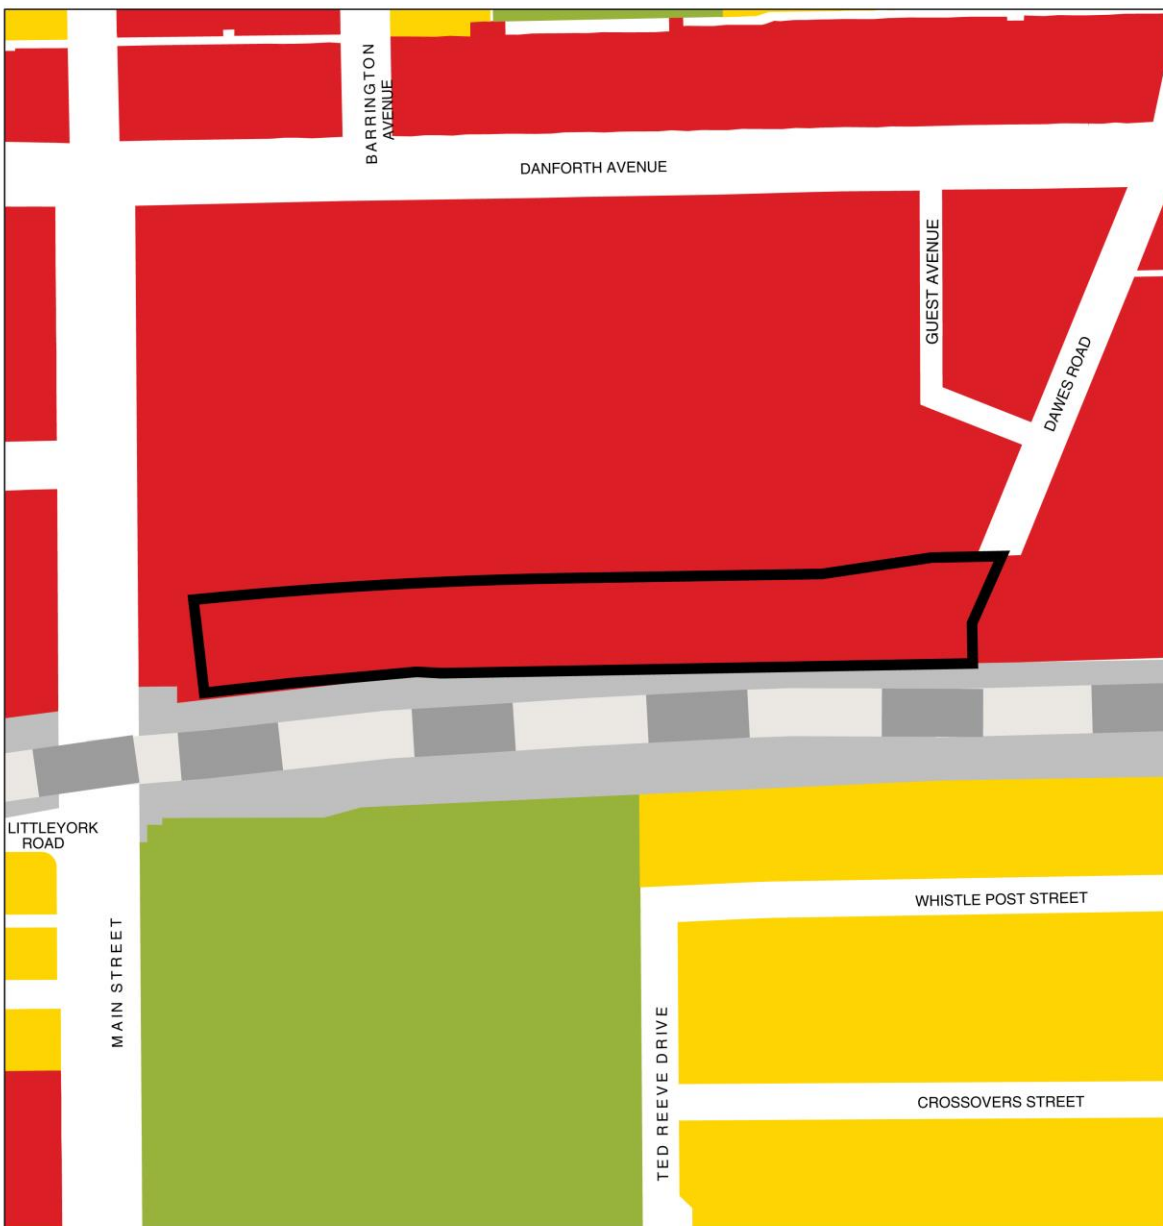 BARRINGTON
AVENUE
DANFORTH AVENUE
GUEST AVENUE
DAWES ROAD
LITTLEYORK
ROAD
WHISTLE POST STREET
MAIN STREET
TED REEVE DRIVE
CROSSOVERS STREET